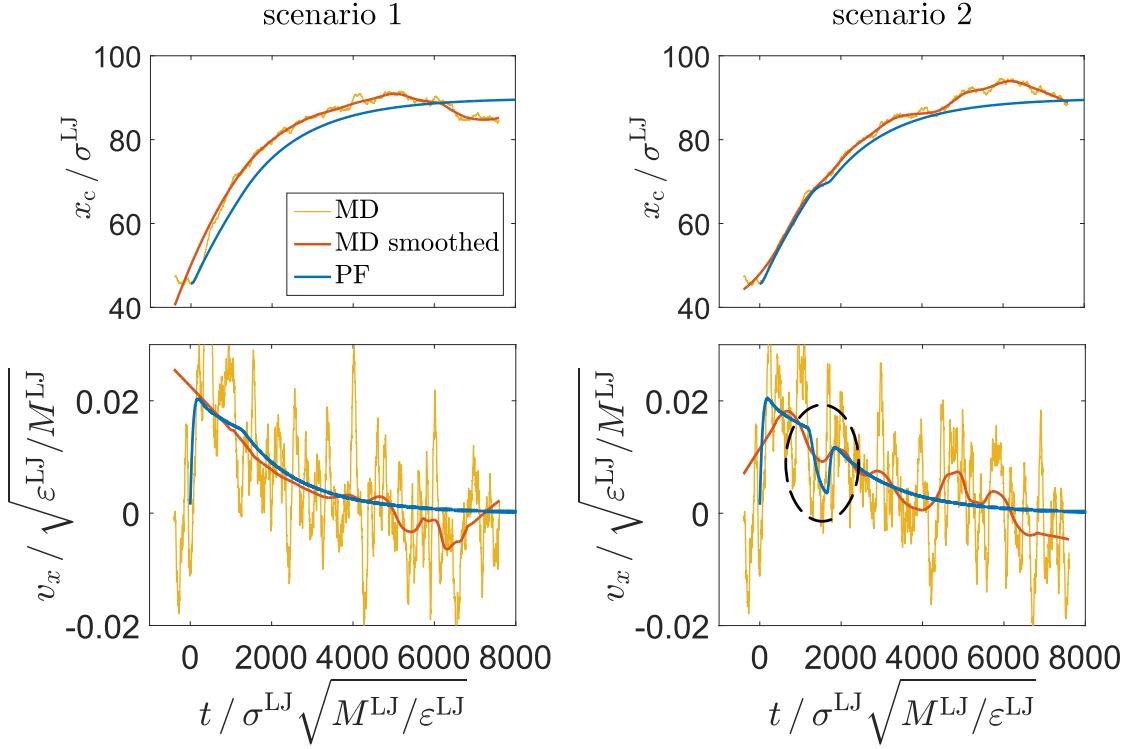 scenario 1
scenario 2
100
80
60
40
x_c / σ^LJ
MD
MD smoothed
PF
100
80
60
40
x_c / σ^LJ
0.02
0
-0.02
v_x / √ε^LJ/M^LJ
0 2000 4000 6000 8000
t / σ^LJ √M^LJ/ε^LJ
0.02
0
-0.02
v_x / √ε^LJ/M^LJ
0 2000 4000 6000 8000
t / σ^LJ √M^LJ/ε^LJ